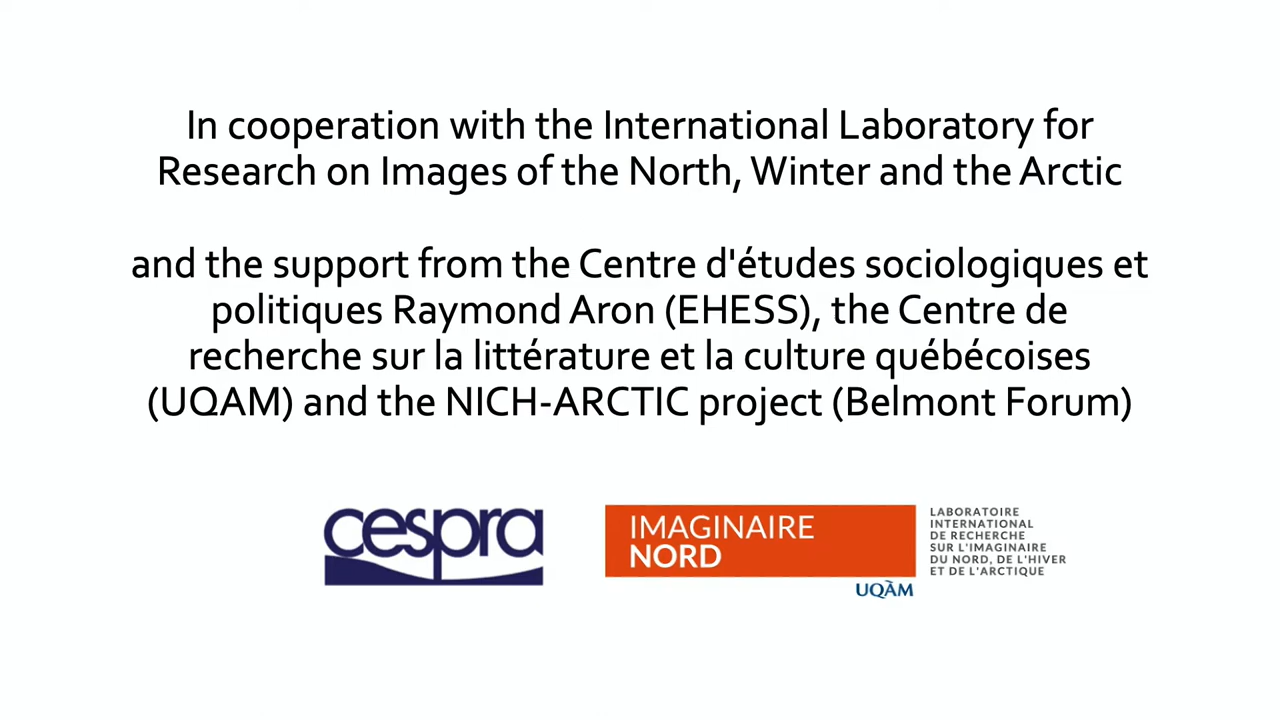 In cooperation with the International Laboratory for
Research on Images of the North, Winter and the Arctic
and the support from the Centre d'études sociologiques et
politiques Raymond Aron (EHESS), the Centre de
recherche sur la littérature et la culture québécoises
(UQAM) and the NICH-ARCTIC project (Belmont Forum)
cespra
IMAGINAIRE
NORD
UQÀM
LABORATOIRE
INTERNATIONAL
DE RECHERCHE
SUR L'IMAGINAIRE
DU NORD, DE L'HIVER
ET DE L'ARCTIQUE